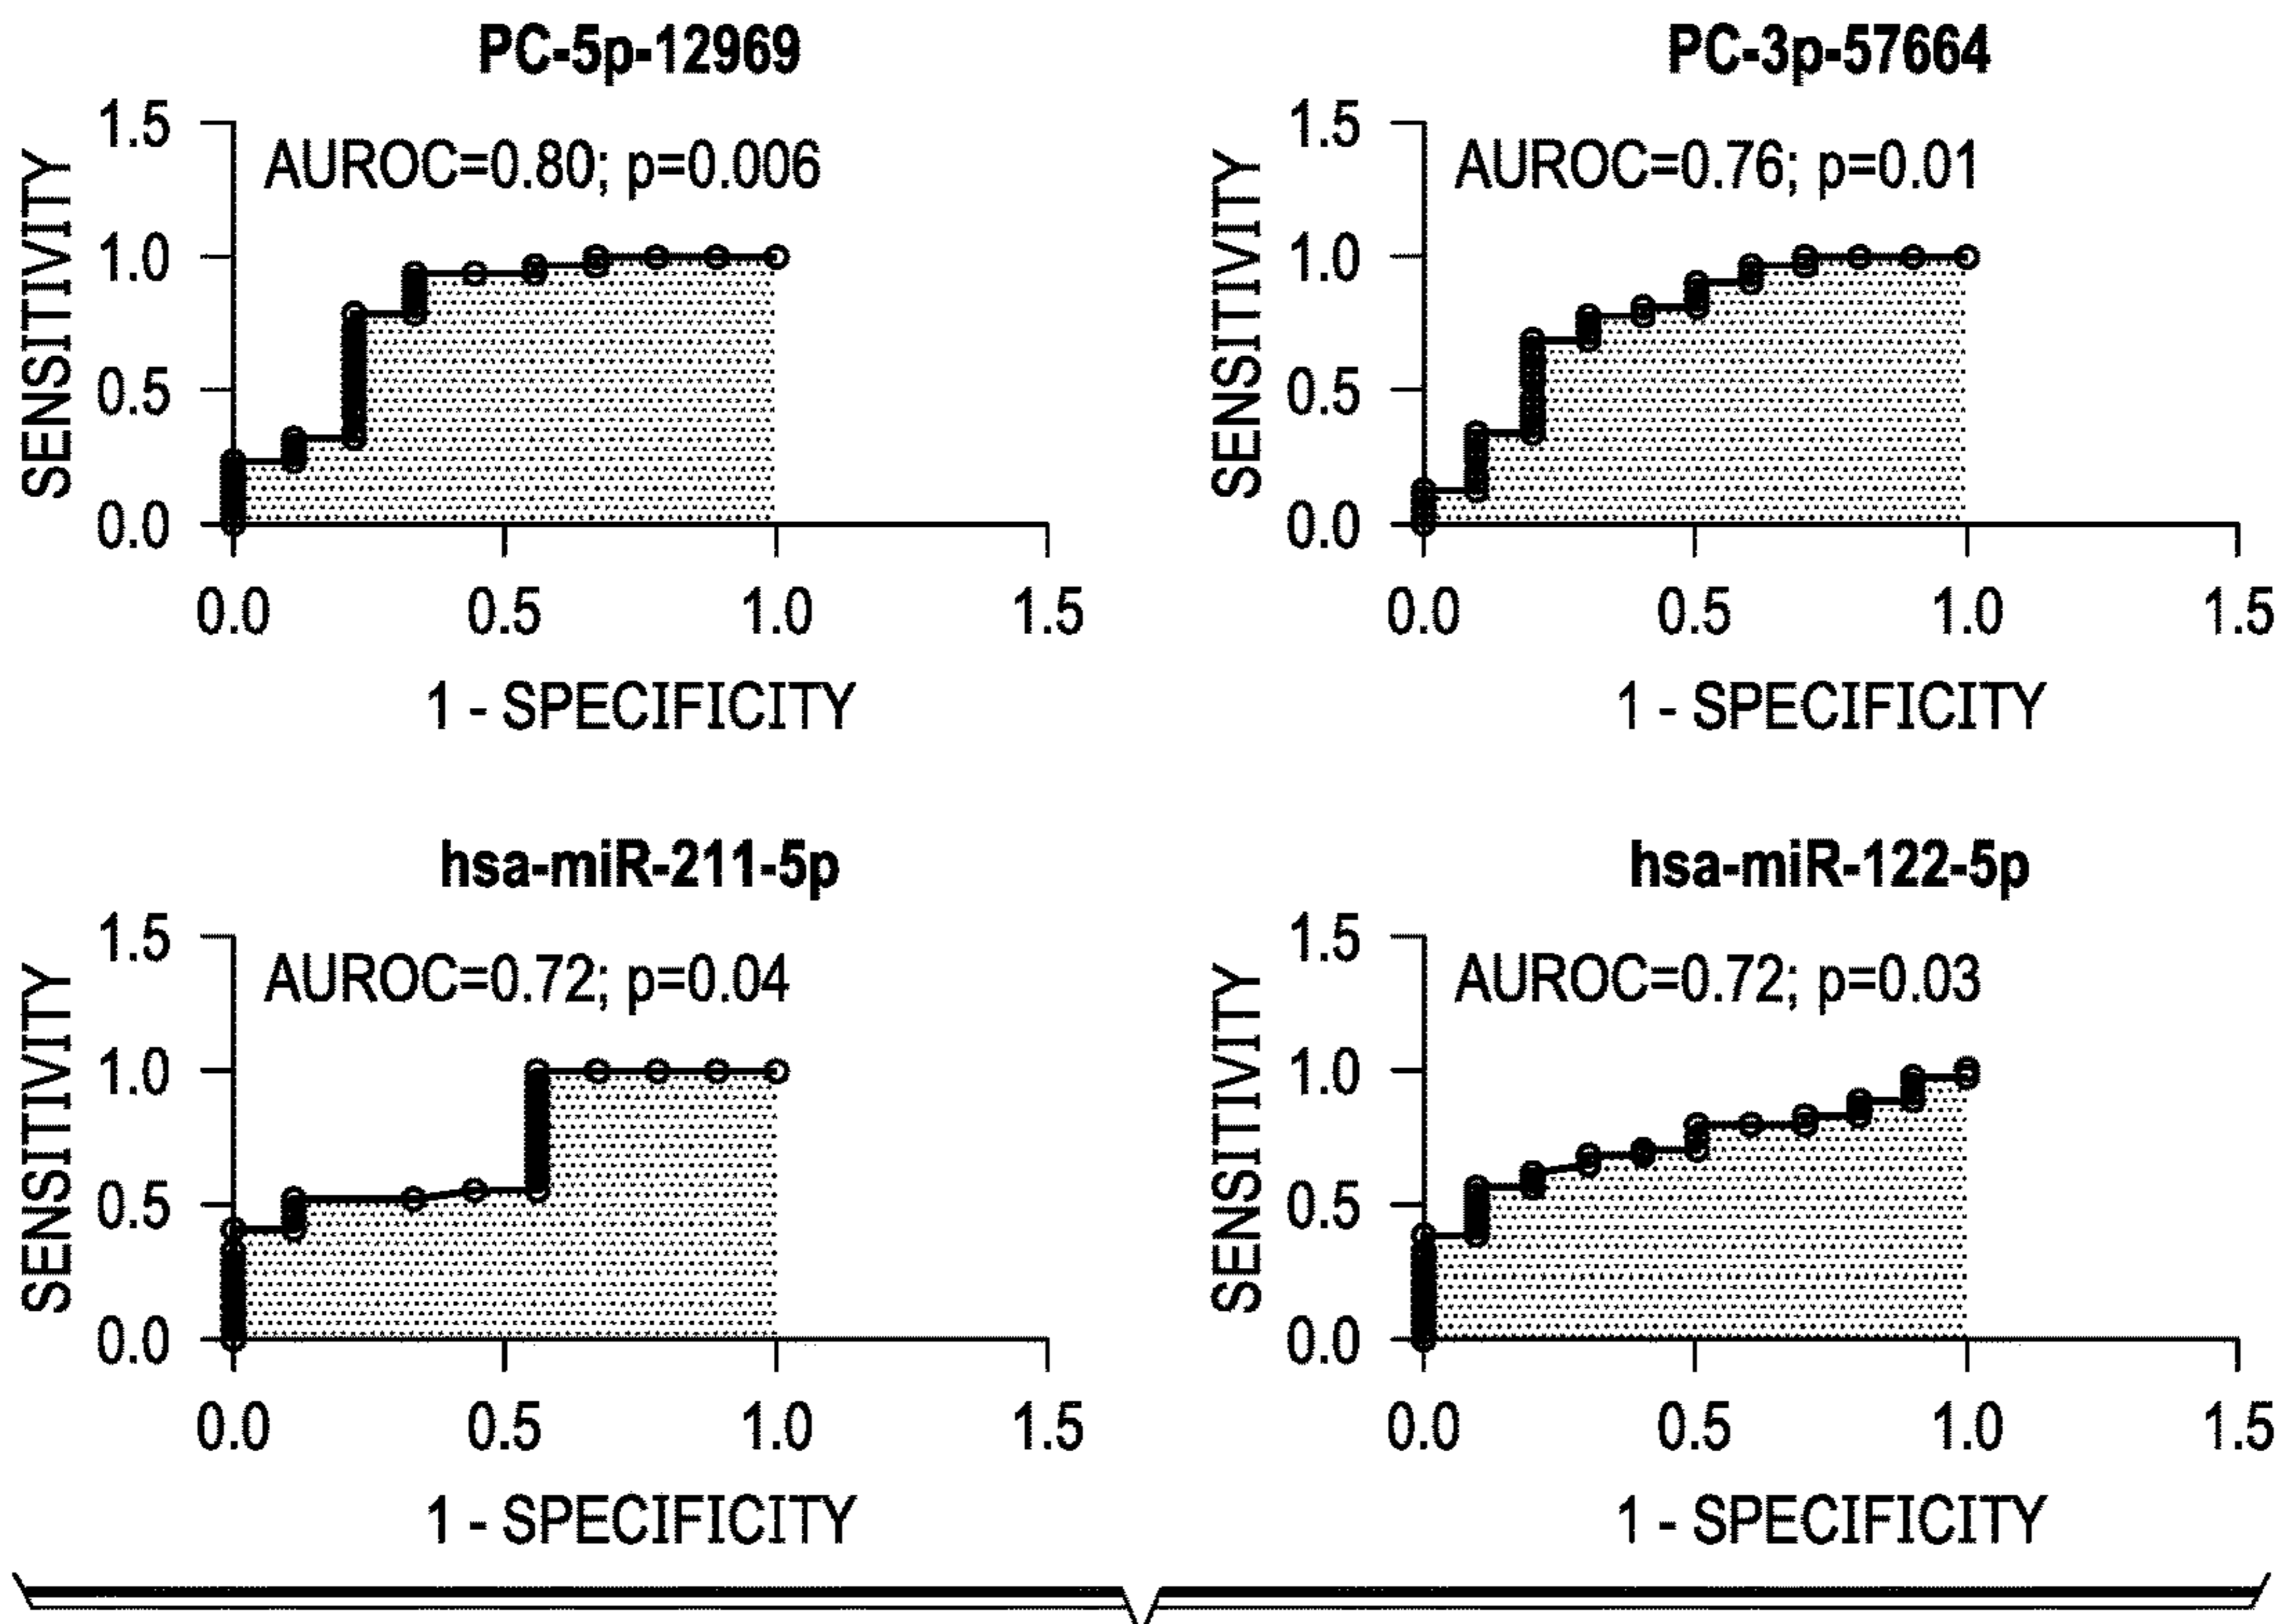 PC-5p-12969
AUROC=0.80; p=0.006
SENSITIVITY
1.5
1.0
0.5
0.0
0.0 0.5 1.0 1.5
1 - SPECIFICITY
PC-3p-57664
AUROC=0.76; p=0.01
SENSITIVITY
1.5
1.0
0.5
0.0
0.0 0.5 1.0 1.5
1 - SPECIFICITY
hsa-miR-211-5p
AUROC=0.72; p=0.04
SENSITIVITY
1.5
1.0
0.5
0.0
0.0 0.5 1.0 1.5
1 - SPECIFICITY
hsa-miR-122-5p
AUROC=0.72; p=0.03
SENSITIVITY
1.5
1.0
0.5
0.0
0.0 0.5 1.0 1.5
1 - SPECIFICITY